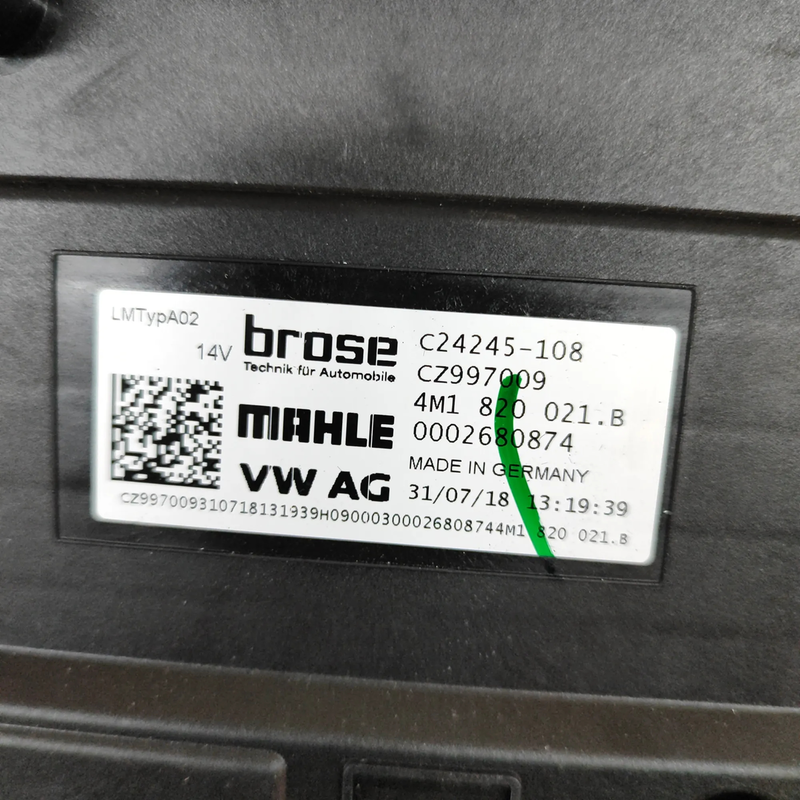 LMTypA02
14V
brose
Technik für Automobile
MAHLE
VW AG
C24245-108
CZ997009
4M1 820 021.B
0002680874
MADE IN GERMANY
31/07/18 13:19:39
CZ997009310718131939H09000300026808744M1 820 021.B